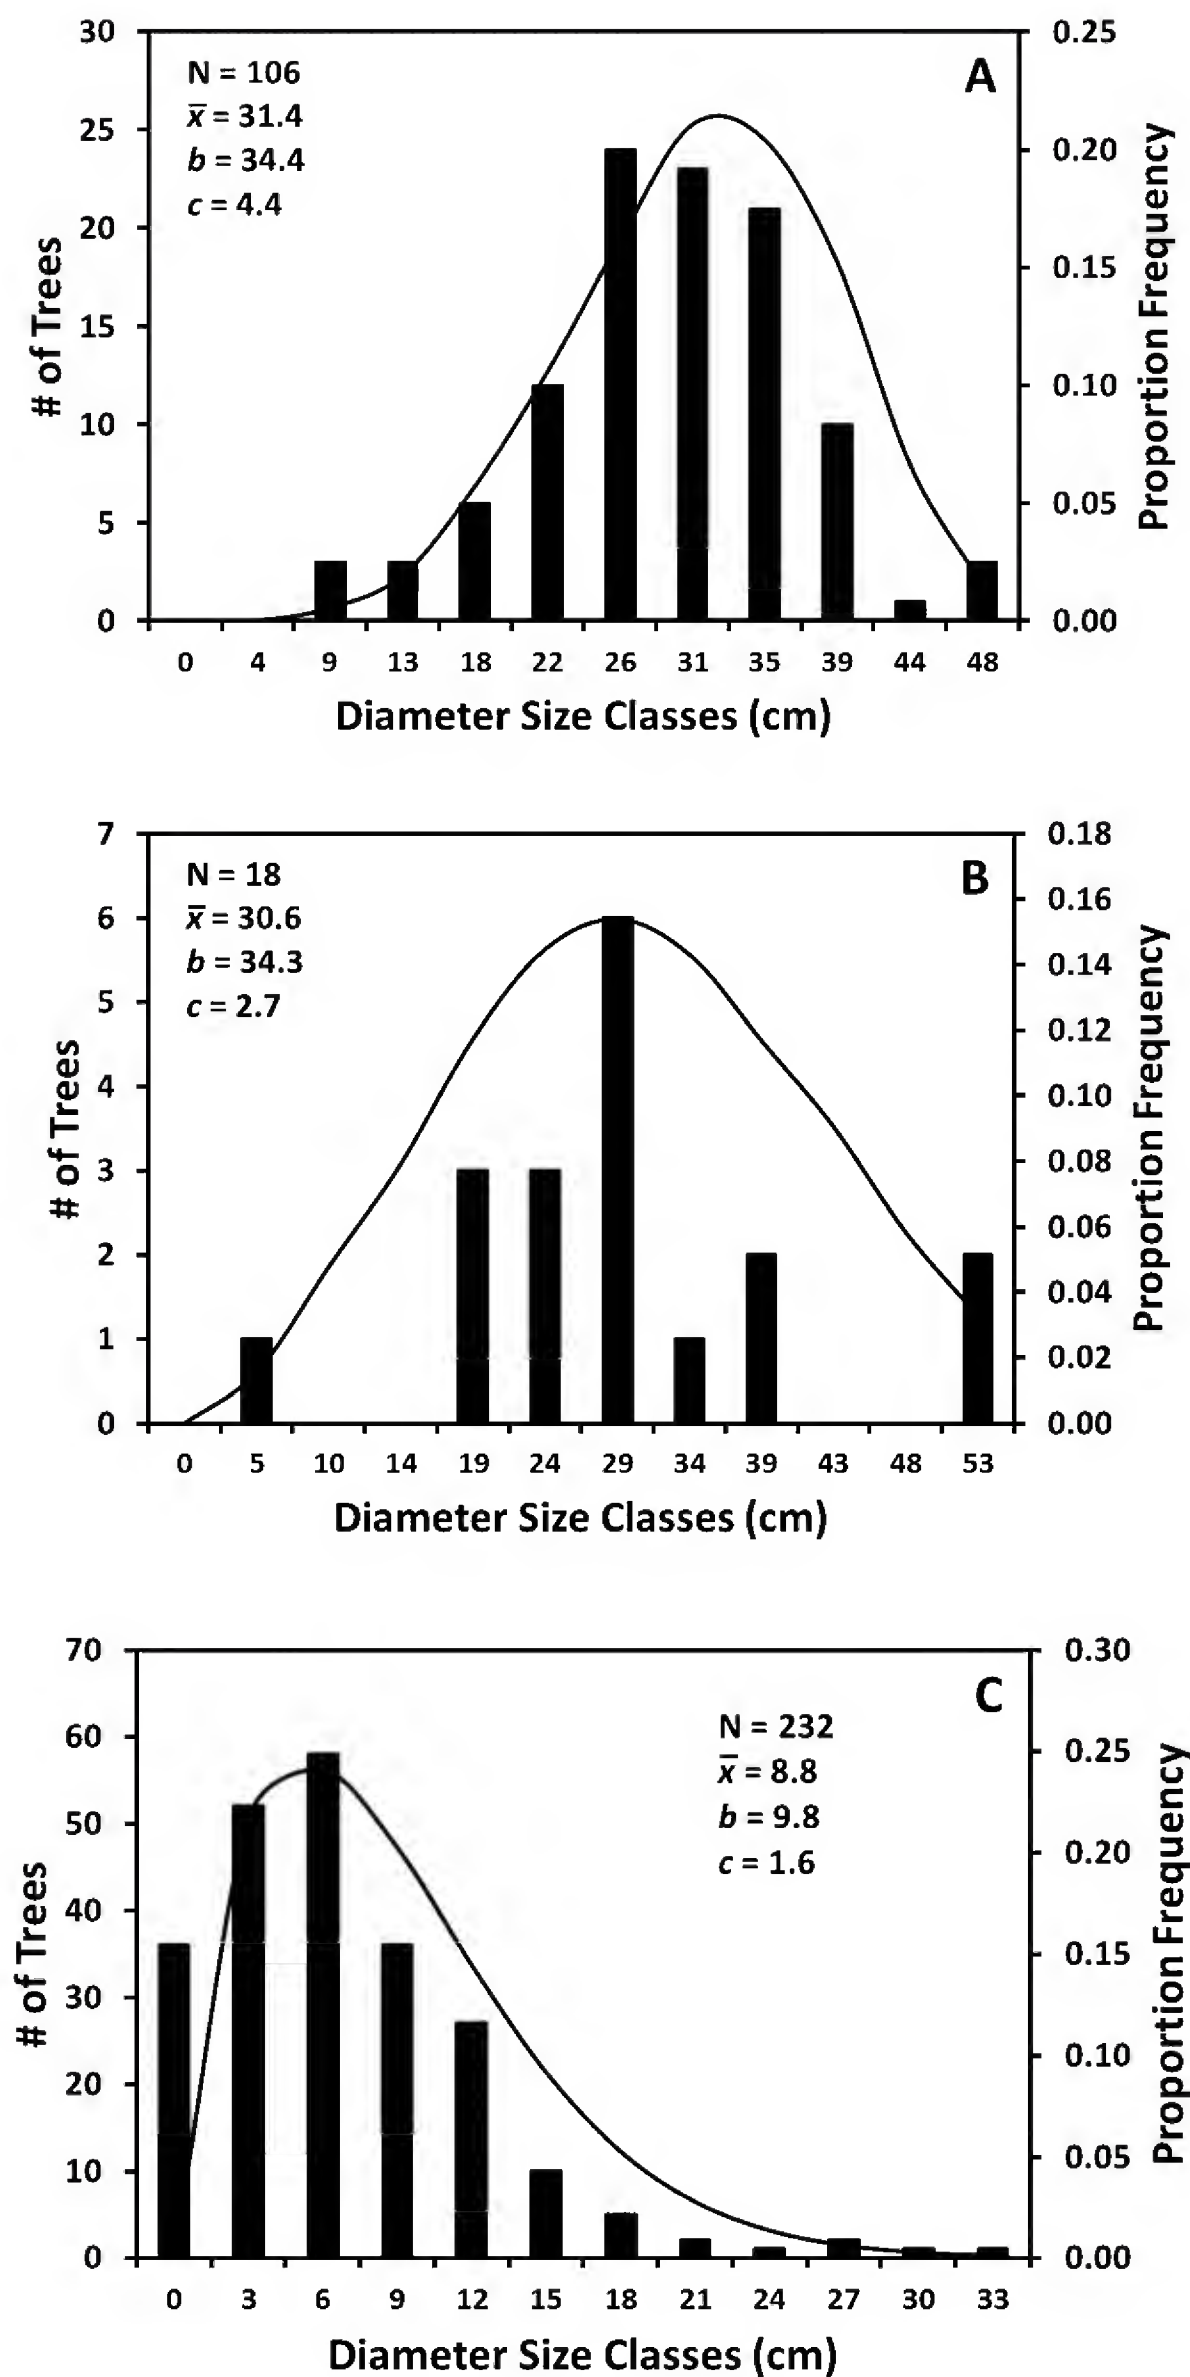 30
25
20
15
10
5
0
# of Trees
N = 106
x̅ = 31.4
b = 34.4
c = 4.4
A
0.25
0.20
0.15
0.10
0.05
0.00
Proportion Frequency
0 4 9 13 18 22 26 31 35 39 44 48
Diameter Size Classes (cm)
7
6
5
4
3
2
1
0
# of Trees
N = 18
x̅ = 30.6
b = 34.3
c = 2.7
B
0.18
0.16
0.14
0.12
0.10
0.08
0.06
0.04
0.02
0.00
Proportion Frequency
0 5 10 14 19 24 29 34 39 43 48 53
Diameter Size Classes (cm)
70
60
50
40
30
20
10
0
# of Trees
C
N = 232
x̅ = 8.8
b = 9.8
c = 1.6
0.30
0.25
0.20
0.15
0.10
0.05
0.00
Proportion Frequency
0 3 6 9 12 15 18 21 24 27 30 33
Diameter Size Classes (cm)